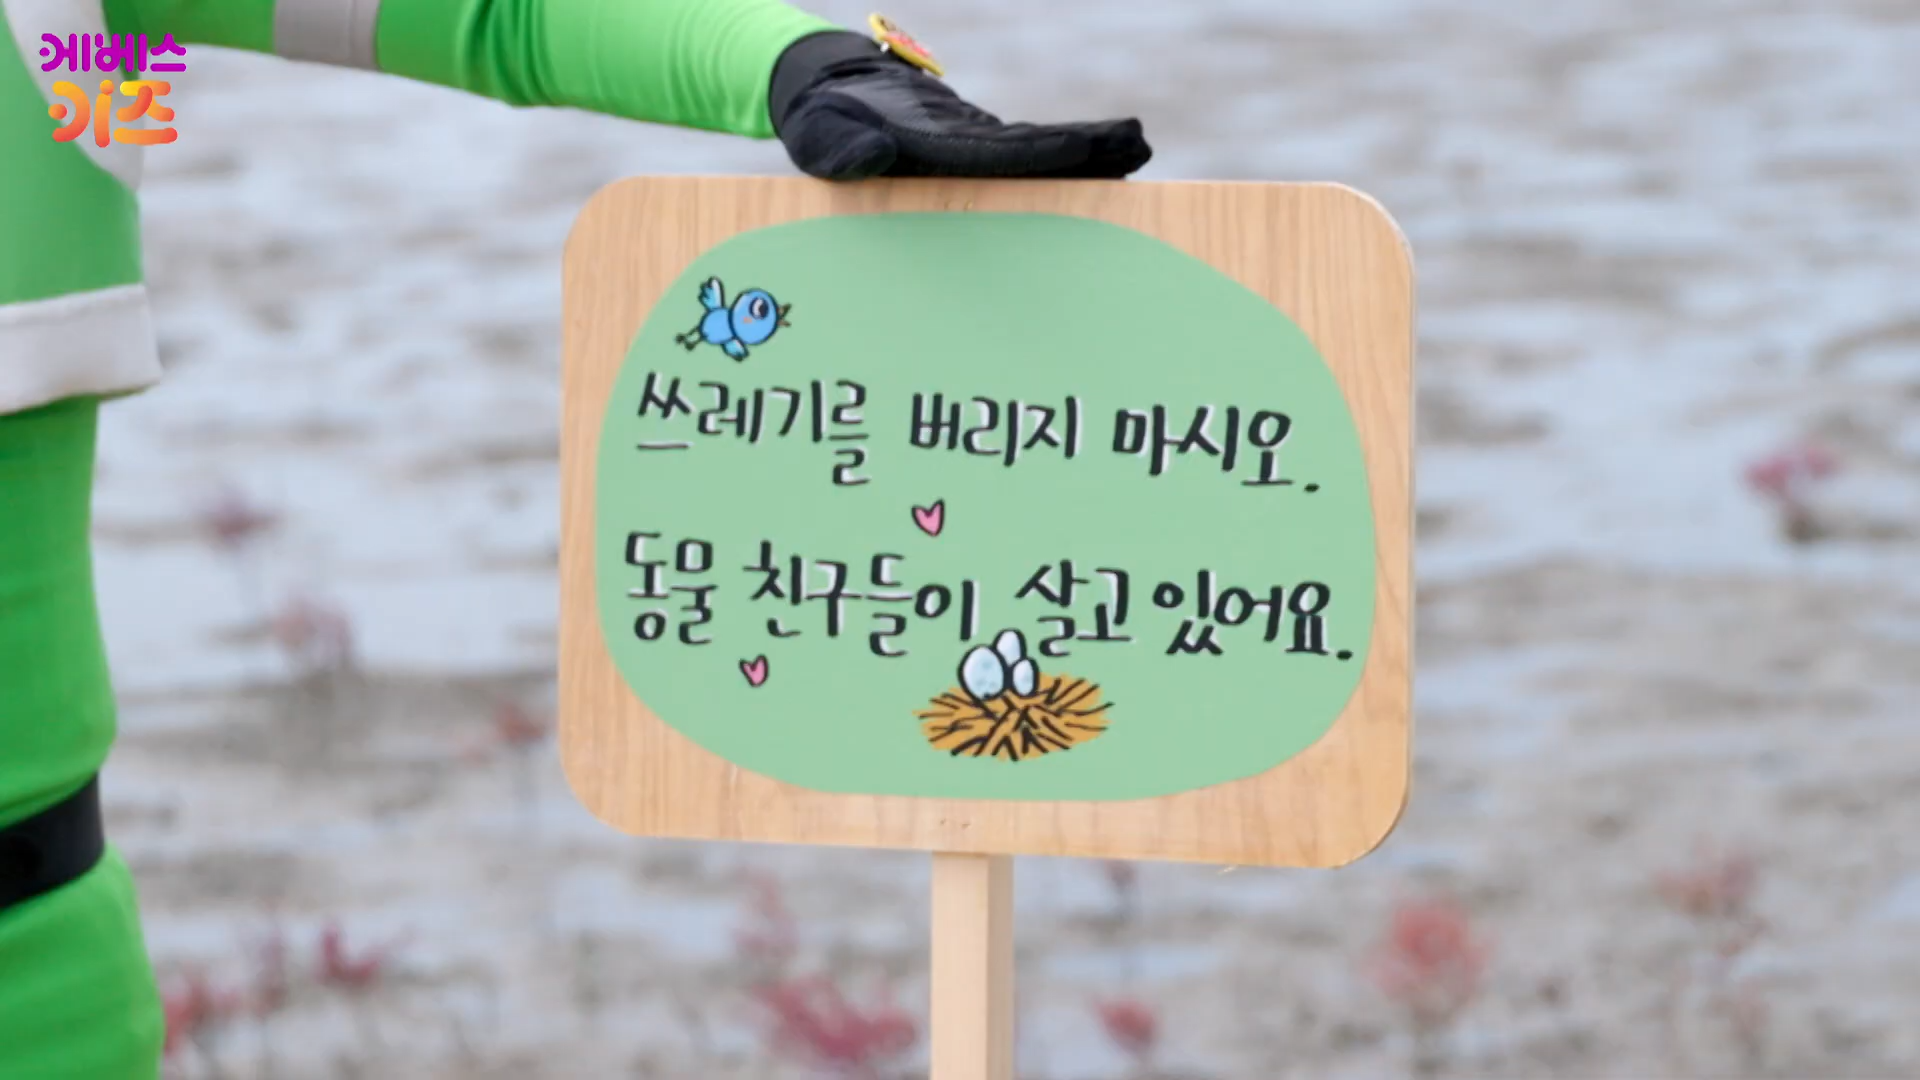 케베스
키즈
쓰레기를 버리지 마시오.
동물 친구들이 살고 있어요.